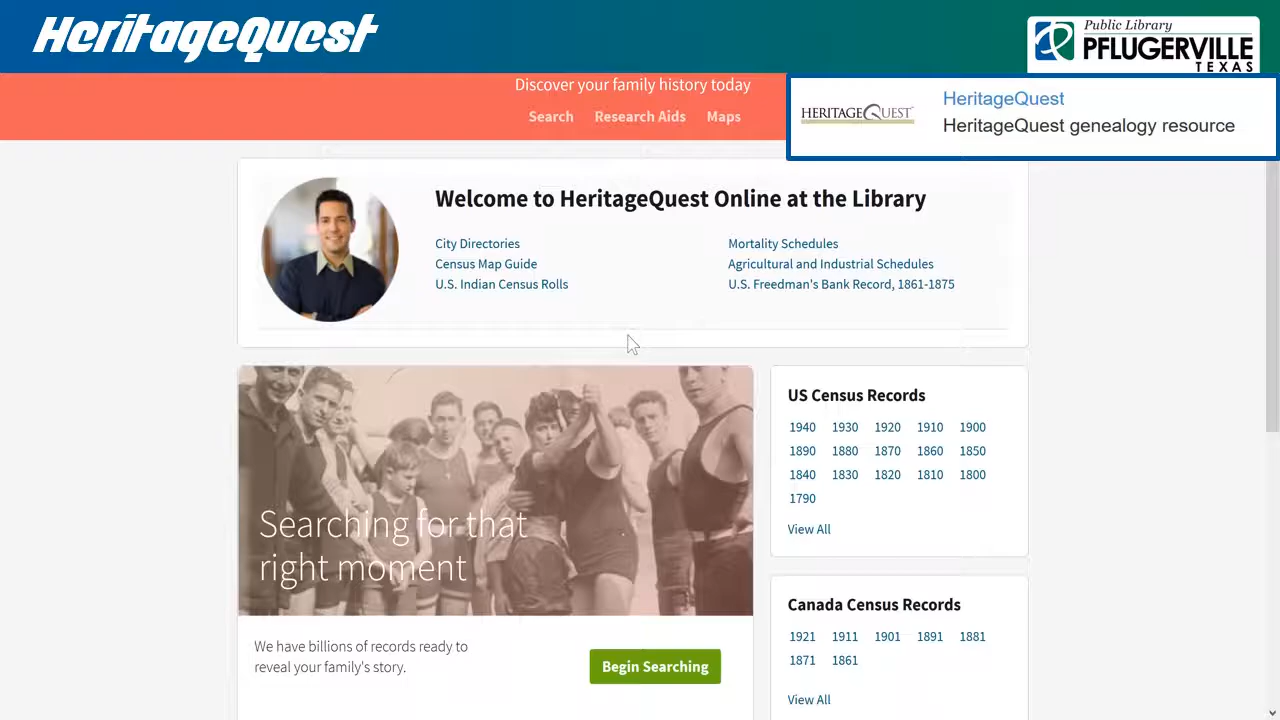 HeritageQuest
Public Library
PFLUGERVILLE
TEXAS
Discover your family history today
Search Research Aids Maps
HERITAGEQUEST
HeritageQuest
HeritageQuest genealogy resource
Welcome to HeritageQuest Online at the Library
City Directories
Census Map Guide
U.S. Indian Census Rolls
Mortality Schedules
Agricultural and Industrial Schedules
U.S. Freedman's Bank Record, 1861-1875
Searching for that
right moment
We have billions of records ready to
reveal your family's story.
Begin Searching
US Census Records
1940 1930 1920 1910 1900
1890 1880 1870 1860 1850
1840 1830 1820 1810 1800
1790
View All
Canada Census Records
1921 1911 1901 1891 1881
1871 1861
View All